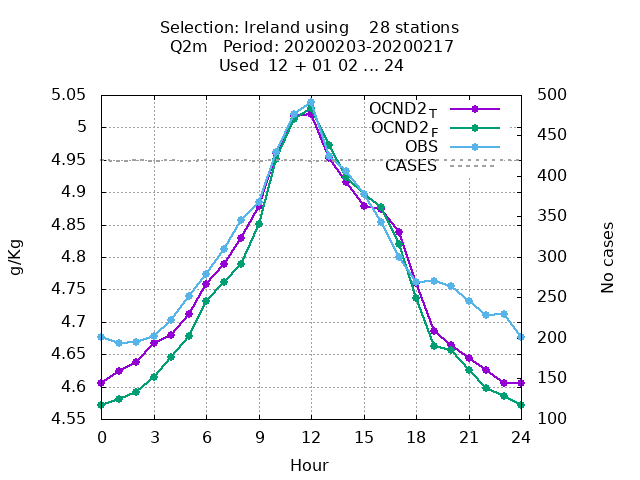 Selection: Ireland using    28 stations
Q2m   Period: 20200203-20200217
Used  12 + 01 02 ... 24
5.05
5
4.95
4.9
4.85
4.8
4.75
4.7
4.65
4.6
4.55
500
450
400
350
300
250
200
150
100
OCND2 T
OCND2 F
OBS
CASES
g/Kg
No cases
0 3 6 9 12 15 18 21 24
Hour